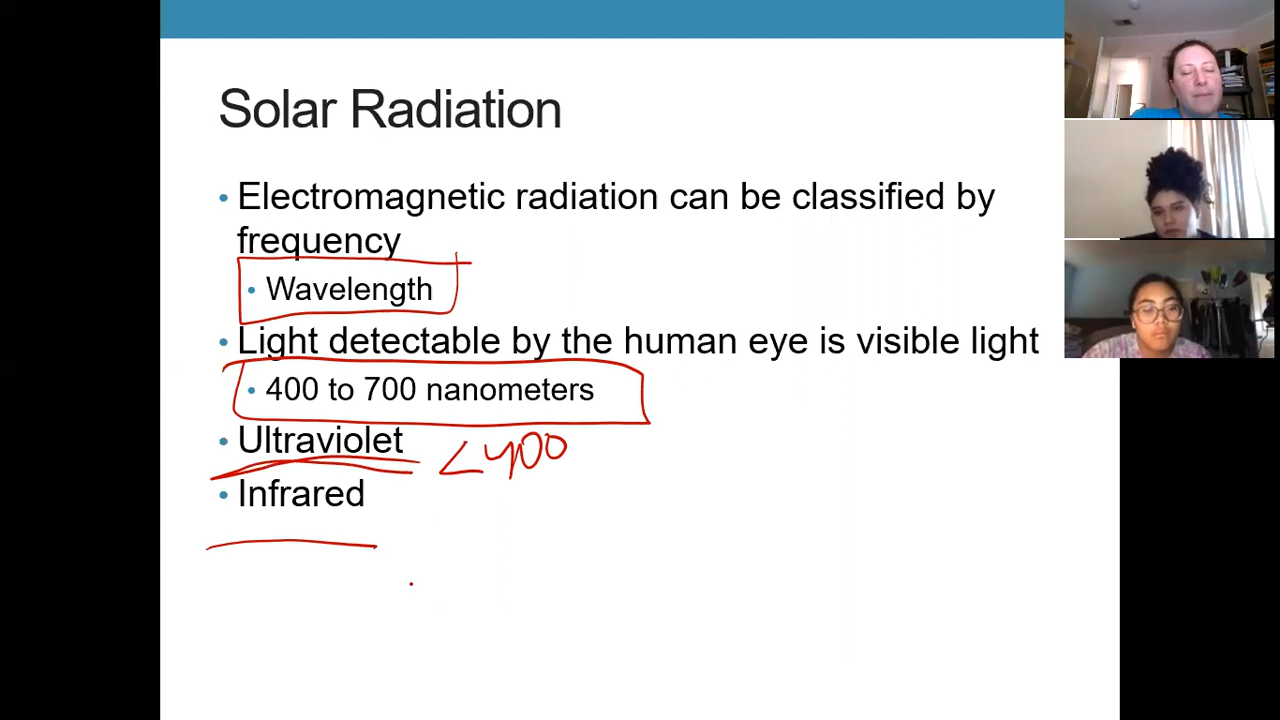 Solar Radiation
• Electromagnetic radiation can be classified by
frequency
• Wavelength
• Light detectable by the human eye is visible light
• 400 to 700 nanometers
• Ultraviolet <400
• Infrared